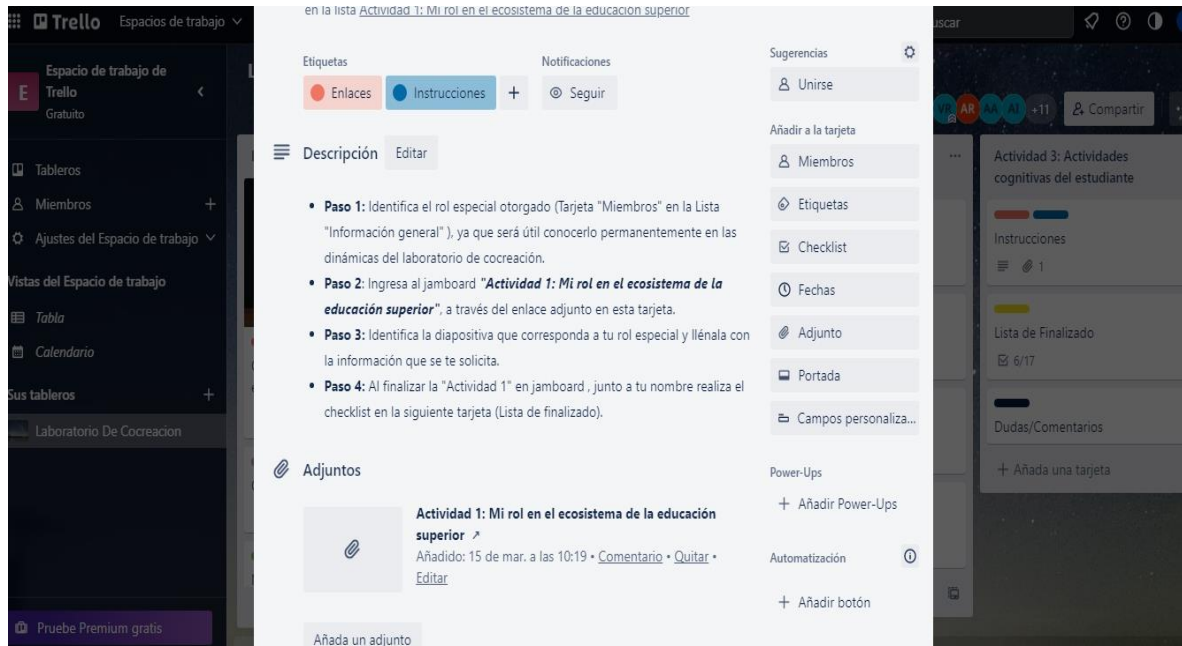 en la lista Actividad 1: Mi rol en el ecosistema de la educación superior
Trello
Espacios de trabajo
uscar
E
Espacio de trabajo de
Trello
Gratuito
Tableros
Miembros
Ajustes del Espacio de trabajo
Vistas del Espacio de trabajo
Tabla
Calendario
Sus tableros
Laboratorio De Cocreacion
Pruebe Premium gratis
L
Etiquetas
Notificaciones
Enlaces
Instrucciones
+
Seguir
Descripción
Editar
• Paso 1: Identifica el rol especial otorgado (Tarjeta "Miembros" en la Lista
"Información general" ), ya que será útil conocerlo permanentemente en las
dinámicas del laboratorio de cocreación.
• Paso 2: Ingresa al jamboard "Actividad 1: Mi rol en el ecosistema de la
educación superior", a través del enlace adjunto en esta tarjeta.
• Paso 3: Identifica la diapositiva que corresponda a tu rol especial y llénala con
la información que se te solicita.
• Paso 4: Al finalizar la "Actividad 1" en jamboard , junto a tu nombre realiza el
checklist en la siguiente tarjeta (Lista de finalizado).
Adjuntos
Actividad 1: Mi rol en el ecosistema de la educación
superior ↗
Añadido: 15 de mar. a las 10:19 • Comentario • Quitar •
Editar
Añada un adjunto
Sugerencias
Unirse
Añadir a la tarjeta
Miembros
Etiquetas
Checklist
Fechas
Adjunto
Portada
Campos personaliza...
Power-Ups
+ Añadir Power-Ups
Automatización
+ Añadir botón
VR AR AA AI +11
Compartir
Actividad 3: Actividades
cognitivas del estudiante
Instrucciones
1
Lista de Finalizado
6/17
Dudas/Comentarios
+ Añada una tarjeta